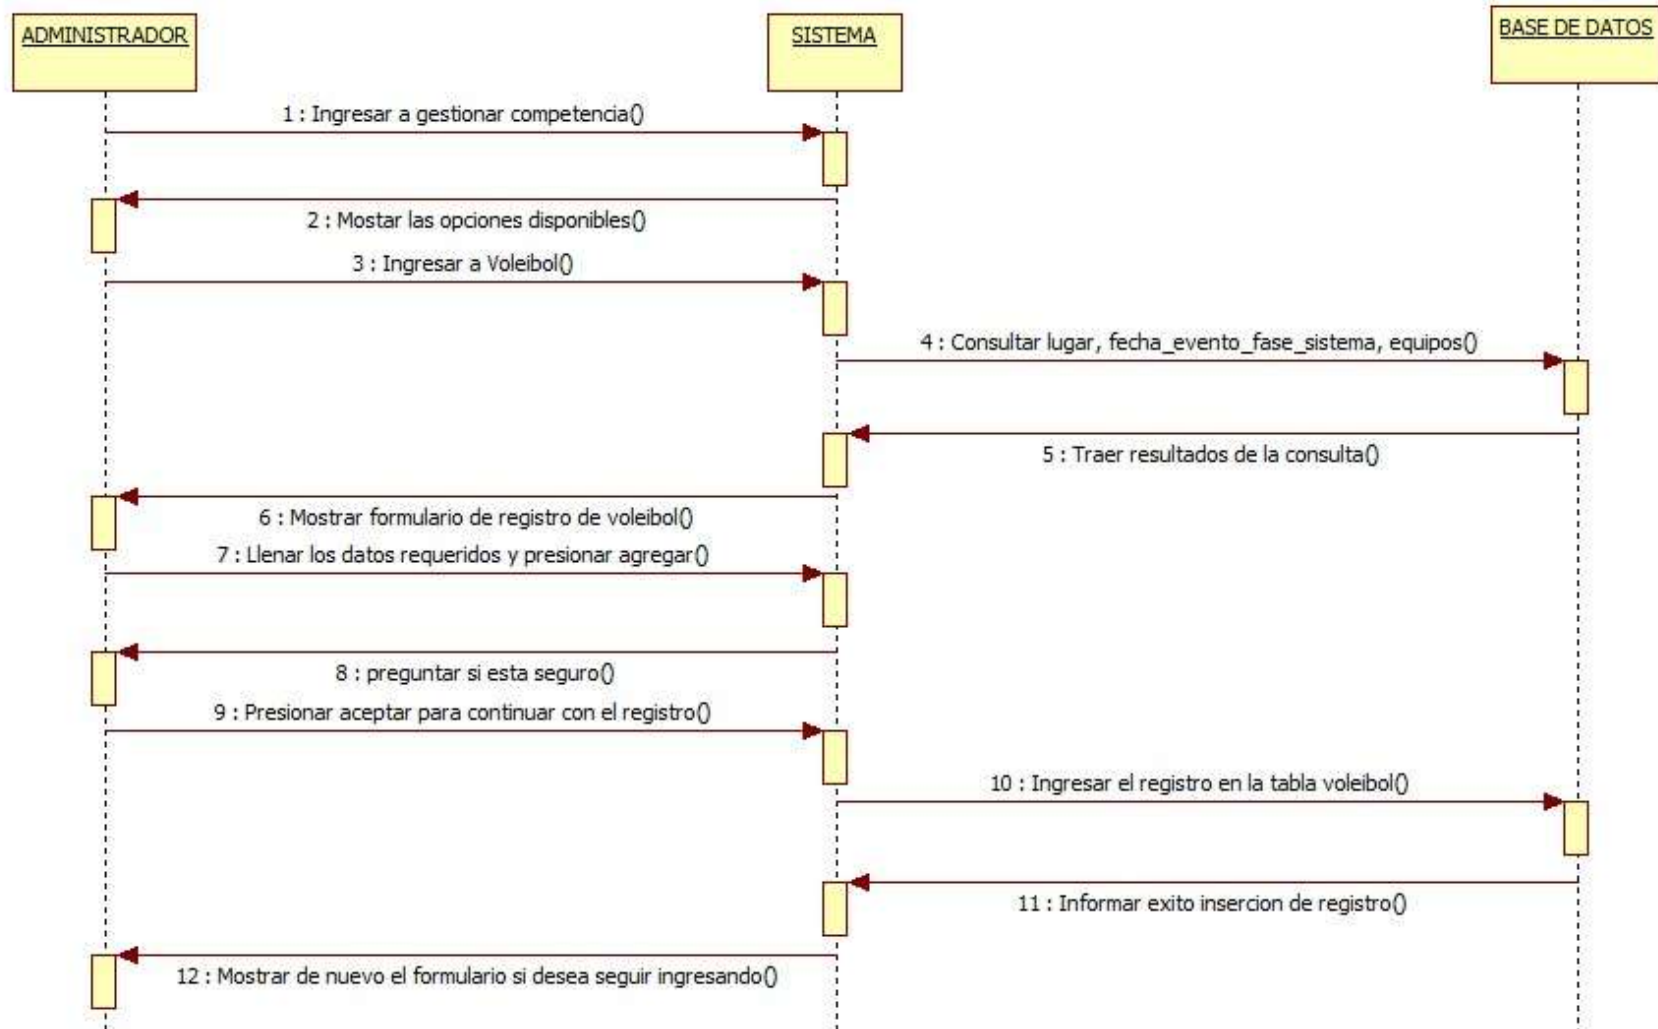 ADMINISTRADOR
SISTEMA
BASE DE DATOS
1 : Ingresar a gestionar competencia()
2 : Mostar las opciones disponibles()
3 : Ingresar a Voleibol()
4 : Consultar lugar, fecha_evento_fase_sistema, equipos()
5 : Traer resultados de la consulta()
6 : Mostrar formulario de registro de voleibol()
7 : Llenar los datos requeridos y presionar agregar()
8 : preguntar si esta seguro()
9 : Presionar aceptar para continuar con el registro()
10 : Ingresar el registro en la tabla voleibol()
11 : Informar exito insercion de registro()
12 : Mostrar de nuevo el formulario si desea seguir ingresando()